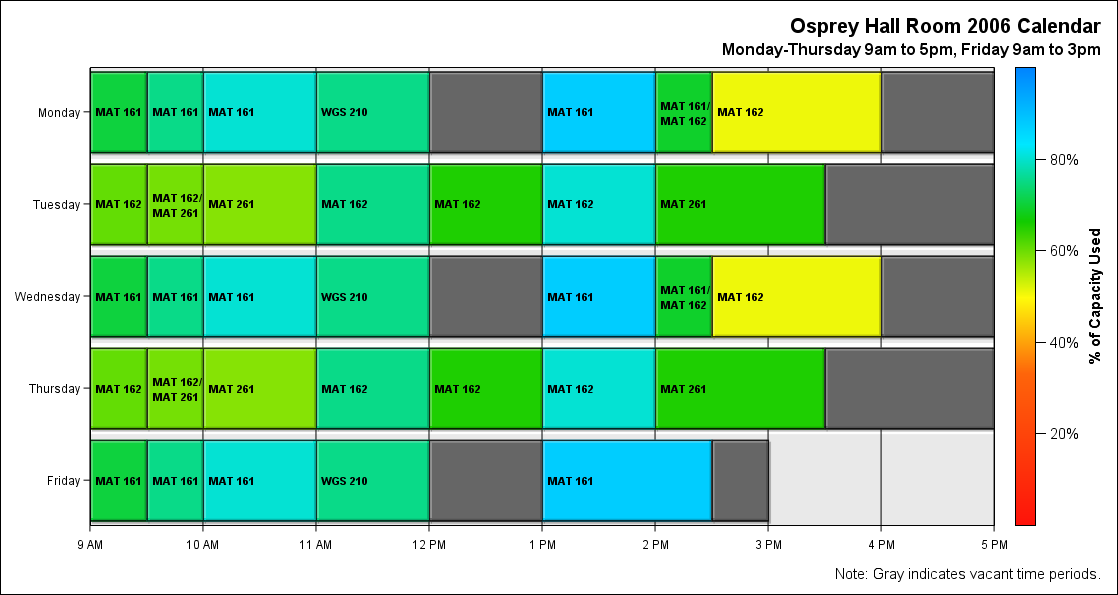 Osprey Hall Room 2006 Calendar
Monday-Thursday 9am to 5pm, Friday 9am to 3pm
Monday
MAT 161
MAT 161
MAT 161
WGS 210
MAT 161
MAT 161/
MAT 162
MAT 162
Tuesday
MAT 162
MAT 162/
MAT 261
MAT 261
MAT 162
MAT 162
MAT 162
MAT 261
Wednesday
MAT 161
MAT 161
MAT 161
WGS 210
MAT 161
MAT 161/
MAT 162
MAT 162
Thursday
MAT 162
MAT 162/
MAT 261
MAT 261
MAT 162
MAT 162
MAT 162
MAT 261
Friday
MAT 161
MAT 161
MAT 161
WGS 210
MAT 161
9 AM
10 AM
11 AM
12 PM
1 PM
2 PM
3 PM
4 PM
5 PM
80%
60%
40%
20%
% of Capacity Used
Note: Gray indicates vacant time periods.